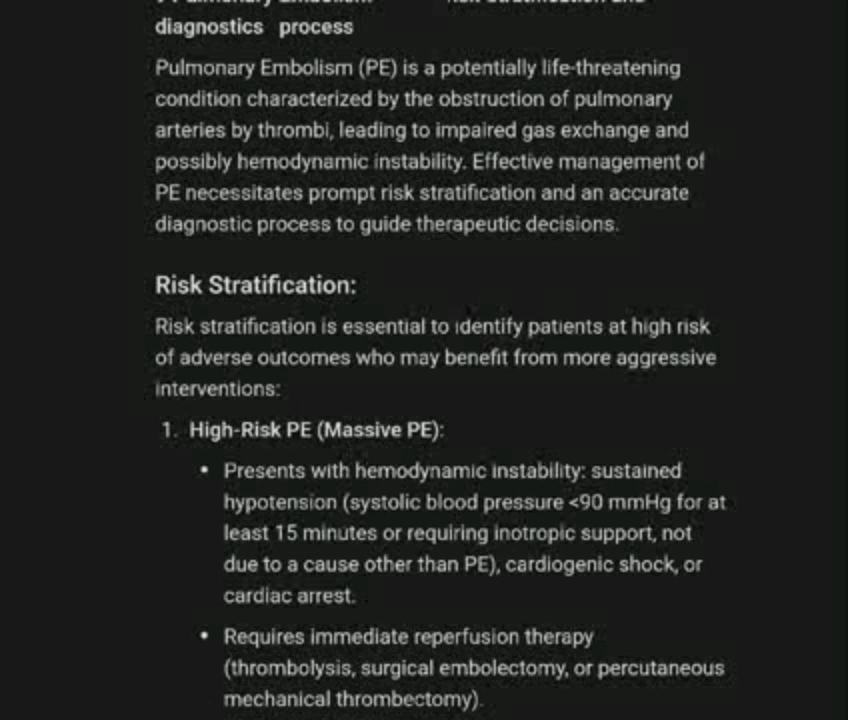 diagnostics process
Pulmonary Embolism (PE) is a potentially life-threatening
condition characterized by the obstruction of pulmonary
arteries by thrombi, leading to impaired gas exchange and
possibly hemodynamic instability. Effective management of
PE necessitates prompt risk stratification and an accurate
diagnostic process to guide therapeutic decisions.
Risk Stratification:
Risk stratification is essential to identify patients at high risk
of adverse outcomes who may benefit from more aggressive
interventions:
1. High-Risk PE (Massive PE):
• Presents with hemodynamic instability: sustained
hypotension (systolic blood pressure <90 mmHg for at
least 15 minutes or requiring inotropic support, not
due to a cause other than PE), cardiogenic shock, or
cardiac arrest.
• Requires immediate reperfusion therapy
(thrombolysis, surgical embolectomy, or percutaneous
mechanical thrombectomy).